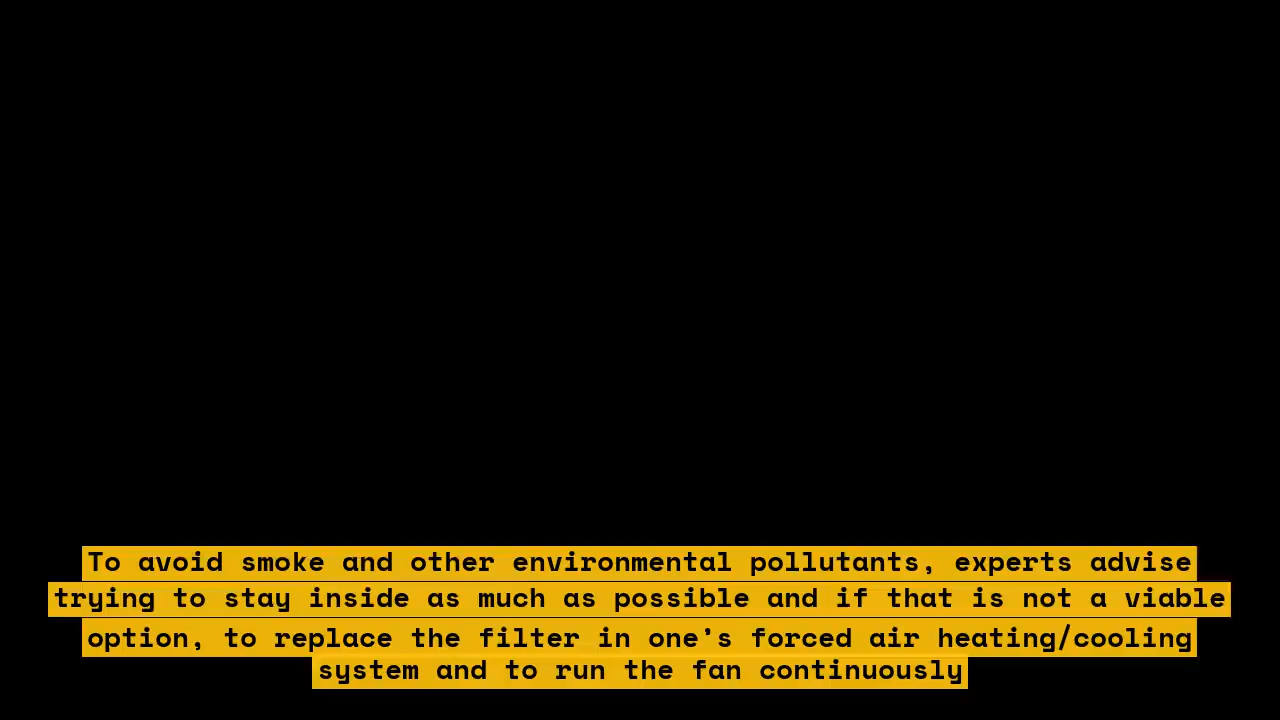 To avoid smoke and other environmental pollutants, experts advise
trying to stay inside as much as possible and if that is not a viable
option, to replace the filter in one's forced air heating/cooling
system and to run the fan continuously